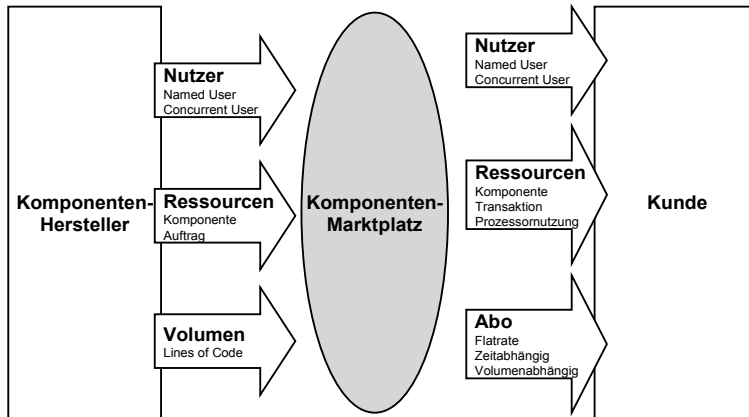 Komponenten-
Hersteller
Nutzer
Named User
Concurrent User
Ressourcen
Komponente
Auftrag
Volumen
Lines of Code
Komponenten-
Marktplatz
Nutzer
Named User
Concurrent User
Ressourcen
Komponente
Transaktion
Prozessornutzung
Abo
Flatrate
Zeitabhängig
Volumenabhängig
Kunde